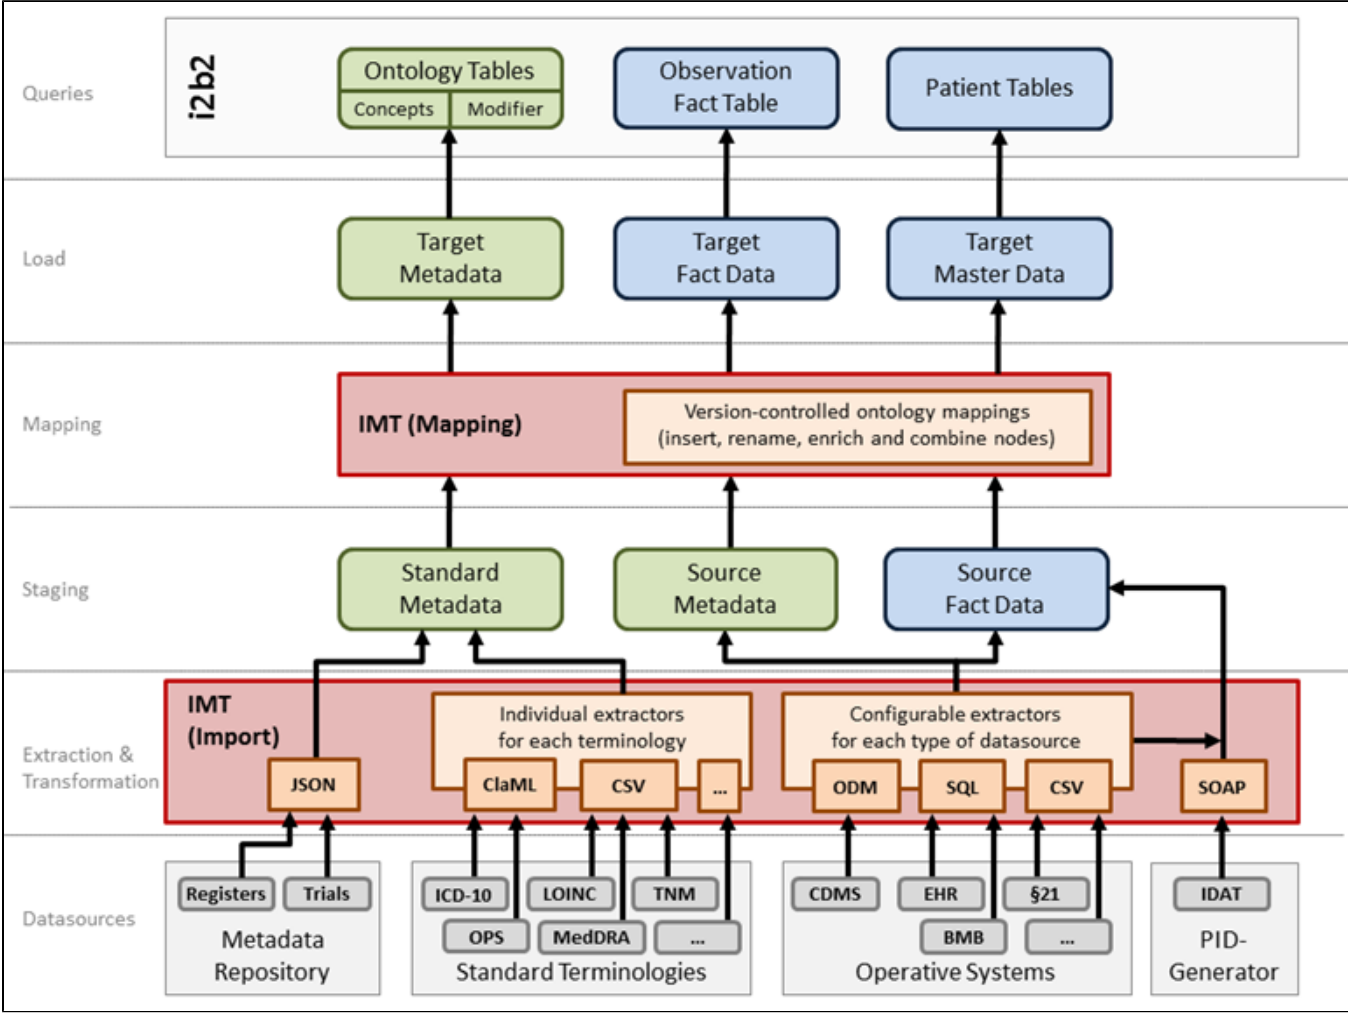 Queries
i2b2
Ontology Tables
Concepts
Modifier
Observation
Fact Table
Patient Tables
Load
Target
Metadata
Target
Fact Data
Target
Master Data
Mapping
IMT (Mapping)
Version-controlled ontology mappings
(insert, rename, enrich and combine nodes)
Staging
Standard
Metadata
Source
Metadata
Source
Fact Data
Extraction &
Transformation
IMT
(Import)
JSON
Individual extractors
for each terminology
ClaML
CSV
...
Configurable extractors
for each type of datasource
ODM
SQL
CSV
SOAP
Datasources
Registers
Trials
Metadata
Repository
ICD-10
LOINC
TNM
OPS
MedDRA
...
Standard Terminologies
CDMS
EHR
§21
BMB
...
Operative Systems
IDAT
PID-
Generator